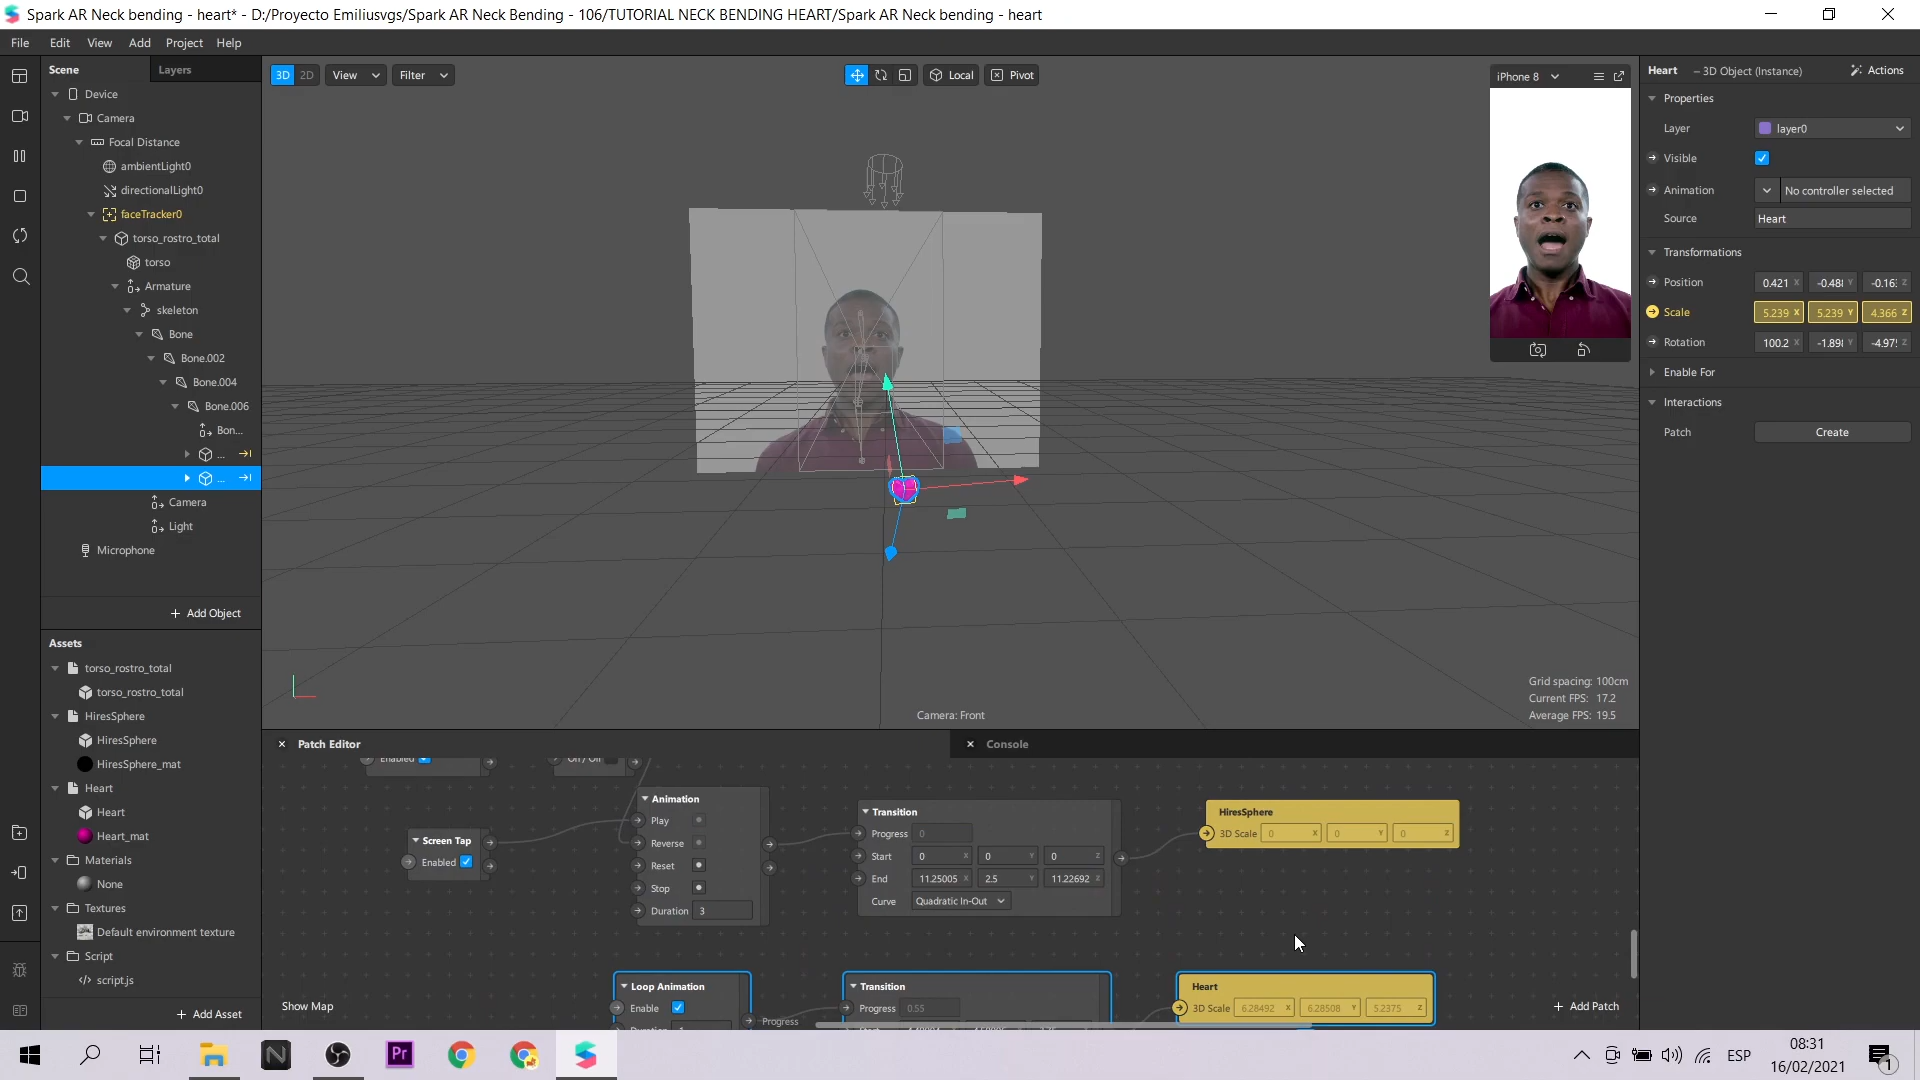 Spark AR Neck bending - heart* - D:/Proyecto Emiliusvgs/Spark AR Neck Bending - 106/TUTORIAL NECK BENDING HEART/Spark AR Neck bending - heart
File Edit View Add Project Help
Scene Layers
Device
Camera
Focal Distance
ambientLight0
directionalLight0
faceTracker0
torso_rostro_total
torso
Armature
skeleton
Bone
Bone.002
Bone.004
Bone.006
Bon...
...
...
Camera
Light
Microphone
Add Object
Assets
torso_rostro_total
torso_rostro_total
HiresSphere
HiresSphere
HiresSphere_mat
Heart
Heart
Heart_mat
Materials
None
Textures
Default environment texture
Script
script.js
Add Asset
3D 2D View Filter
Local Pivot
iPhone 8
Grid spacing: 100cm
Current FPS: 17.2
Average FPS: 19.5
Camera: Front
Heart – 3D Object (Instance) Actions
Properties
Layer layer0
Visible
Animation No controller selected
Source Heart
Transformations
Position 0.421 X Y Z
Scale 5.239 X 5.239 Y 4.366 Z
Rotation 100.2 X Y Z
Enable For
Interactions
Patch Create
Patch Editor
Console
Enabled
On / Off
Screen Tap
Enabled
Animation
Play
Reverse
Reset
Stop
Duration 3
Transition
Progress 0
Start 0 X 0 Y 0 Z
End 11.25005 X 2.5 Y 11.22692 Z
Curve Quadratic In-Out
HiresSphere
3D Scale 0 X 0 Y 0 Z
Loop Animation
Enable
Progress
Transition
Progress 0.55
Heart
3D Scale 6.28492 X 6.28508 Y 5.2375 Z
Show Map
Add Patch
Pr
ESP
08:31
16/02/2021
1